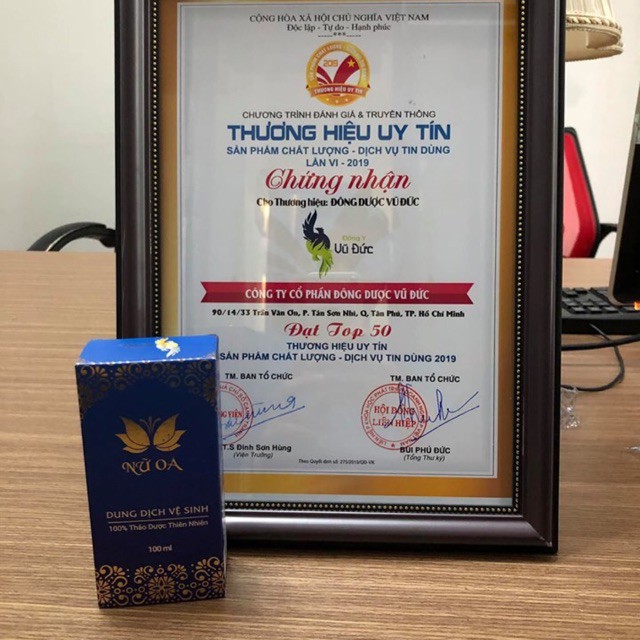 CỘNG HÒA XÃ HỘI CHỦ NGHĨA VIỆT NAM
Độc lập - Tự do - Hạnh phúc
2019
THƯƠNG HIỆU UY TÍN
CHƯƠNG TRÌNH ĐÁNH GIÁ & TRUYỀN THÔNG
THƯƠNG HIỆU UY TÍN
SẢN PHẨM CHẤT LƯỢNG - DỊCH VỤ TIN DÙNG
LẦN VI - 2019
Chứng nhận
Cho Thương hiệu: ĐÔNG DƯỢC VŨ ĐỨC
Đông Y
Vũ Đức
CÔNG TY CỔ PHẦN ĐÔNG DƯỢC VŨ ĐỨC
90/14/33 Trần Văn Ơn, P. Tân Sơn Nhì, Q, Tân Phú, TP. Hồ Chí Minh
Đạt Top 50
THƯƠNG HIỆU UY TÍN
SẢN PHẨM CHẤT LƯỢNG - DỊCH VỤ TIN DÙNG 2019
TM. BAN TỔ CHỨC
TM. BAN TỔ CHỨC
HỘI ĐỒNG
LIÊN HIỆP
T.S Đinh Sơn Hùng
(Viện Trưởng)
BÙI PHÚ ĐỨC
(Tổng Thư ký)
NỮ OA
DUNG DỊCH VỆ SINH
100% Thảo Dược Thiên Nhiên
100 ml